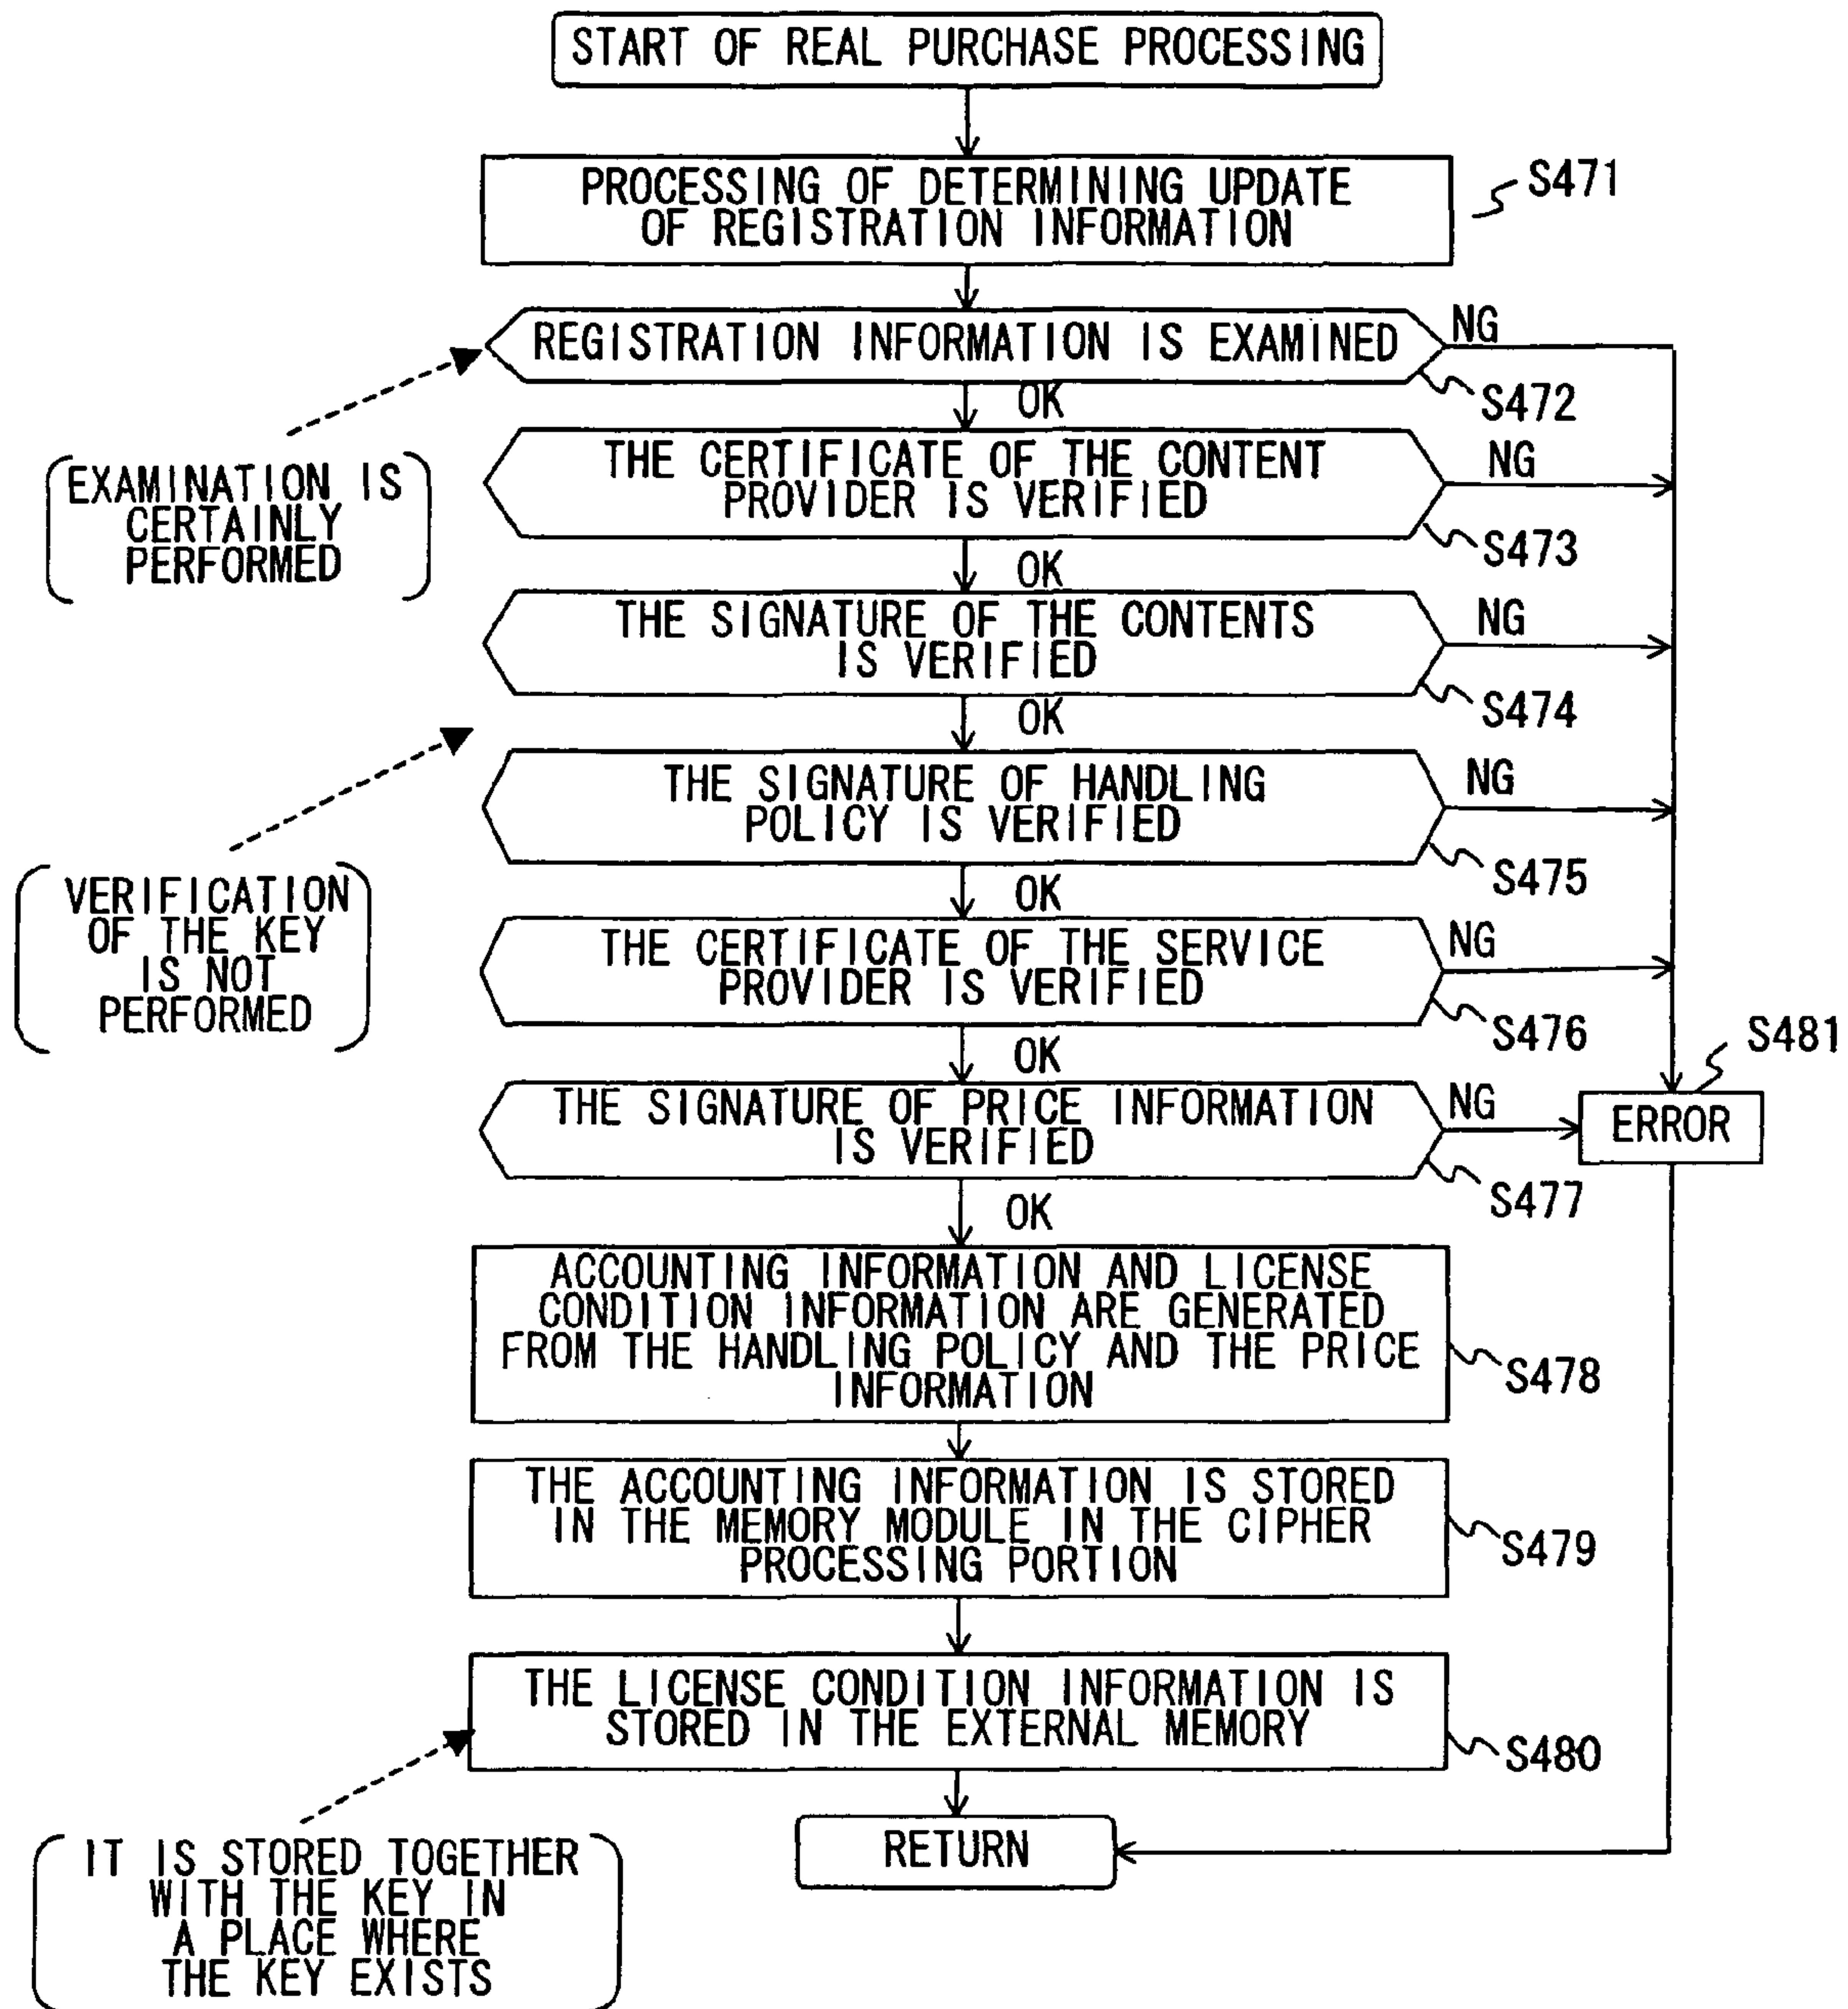 START OF REAL PURCHASE PROCESSING
PROCESSING OF DETERMINING UPDATE
OF REGISTRATION INFORMATION
S471
REGISTRATION INFORMATION IS EXAMINED
NG
S472
OK
EXAMINATION IS
CERTAINLY
PERFORMED
THE CERTIFICATE OF THE CONTENT
PROVIDER IS VERIFIED
NG
S473
OK
THE SIGNATURE OF THE CONTENTS
IS VERIFIED
NG
S474
OK
VERIFICATION
OF THE KEY
IS NOT
PERFORMED
THE SIGNATURE OF HANDLING
POLICY IS VERIFIED
NG
S475
OK
THE CERTIFICATE OF THE SERVICE
PROVIDER IS VERIFIED
NG
S476
OK
THE SIGNATURE OF PRICE INFORMATION
IS VERIFIED
NG
S477
S481
ERROR
OK
ACCOUNTING INFORMATION AND LICENSE
CONDITION INFORMATION ARE GENERATED
FROM THE HANDLING POLICY AND THE PRICE
INFORMATION
S478
THE ACCOUNTING INFORMATION IS STORED
IN THE MEMORY MODULE IN THE CIPHER
PROCESSING PORTION
S479
THE LICENSE CONDITION INFORMATION IS
STORED IN THE EXTERNAL MEMORY
S480
IT IS STORED TOGETHER
WITH THE KEY IN
A PLACE WHERE
THE KEY EXISTS
RETURN